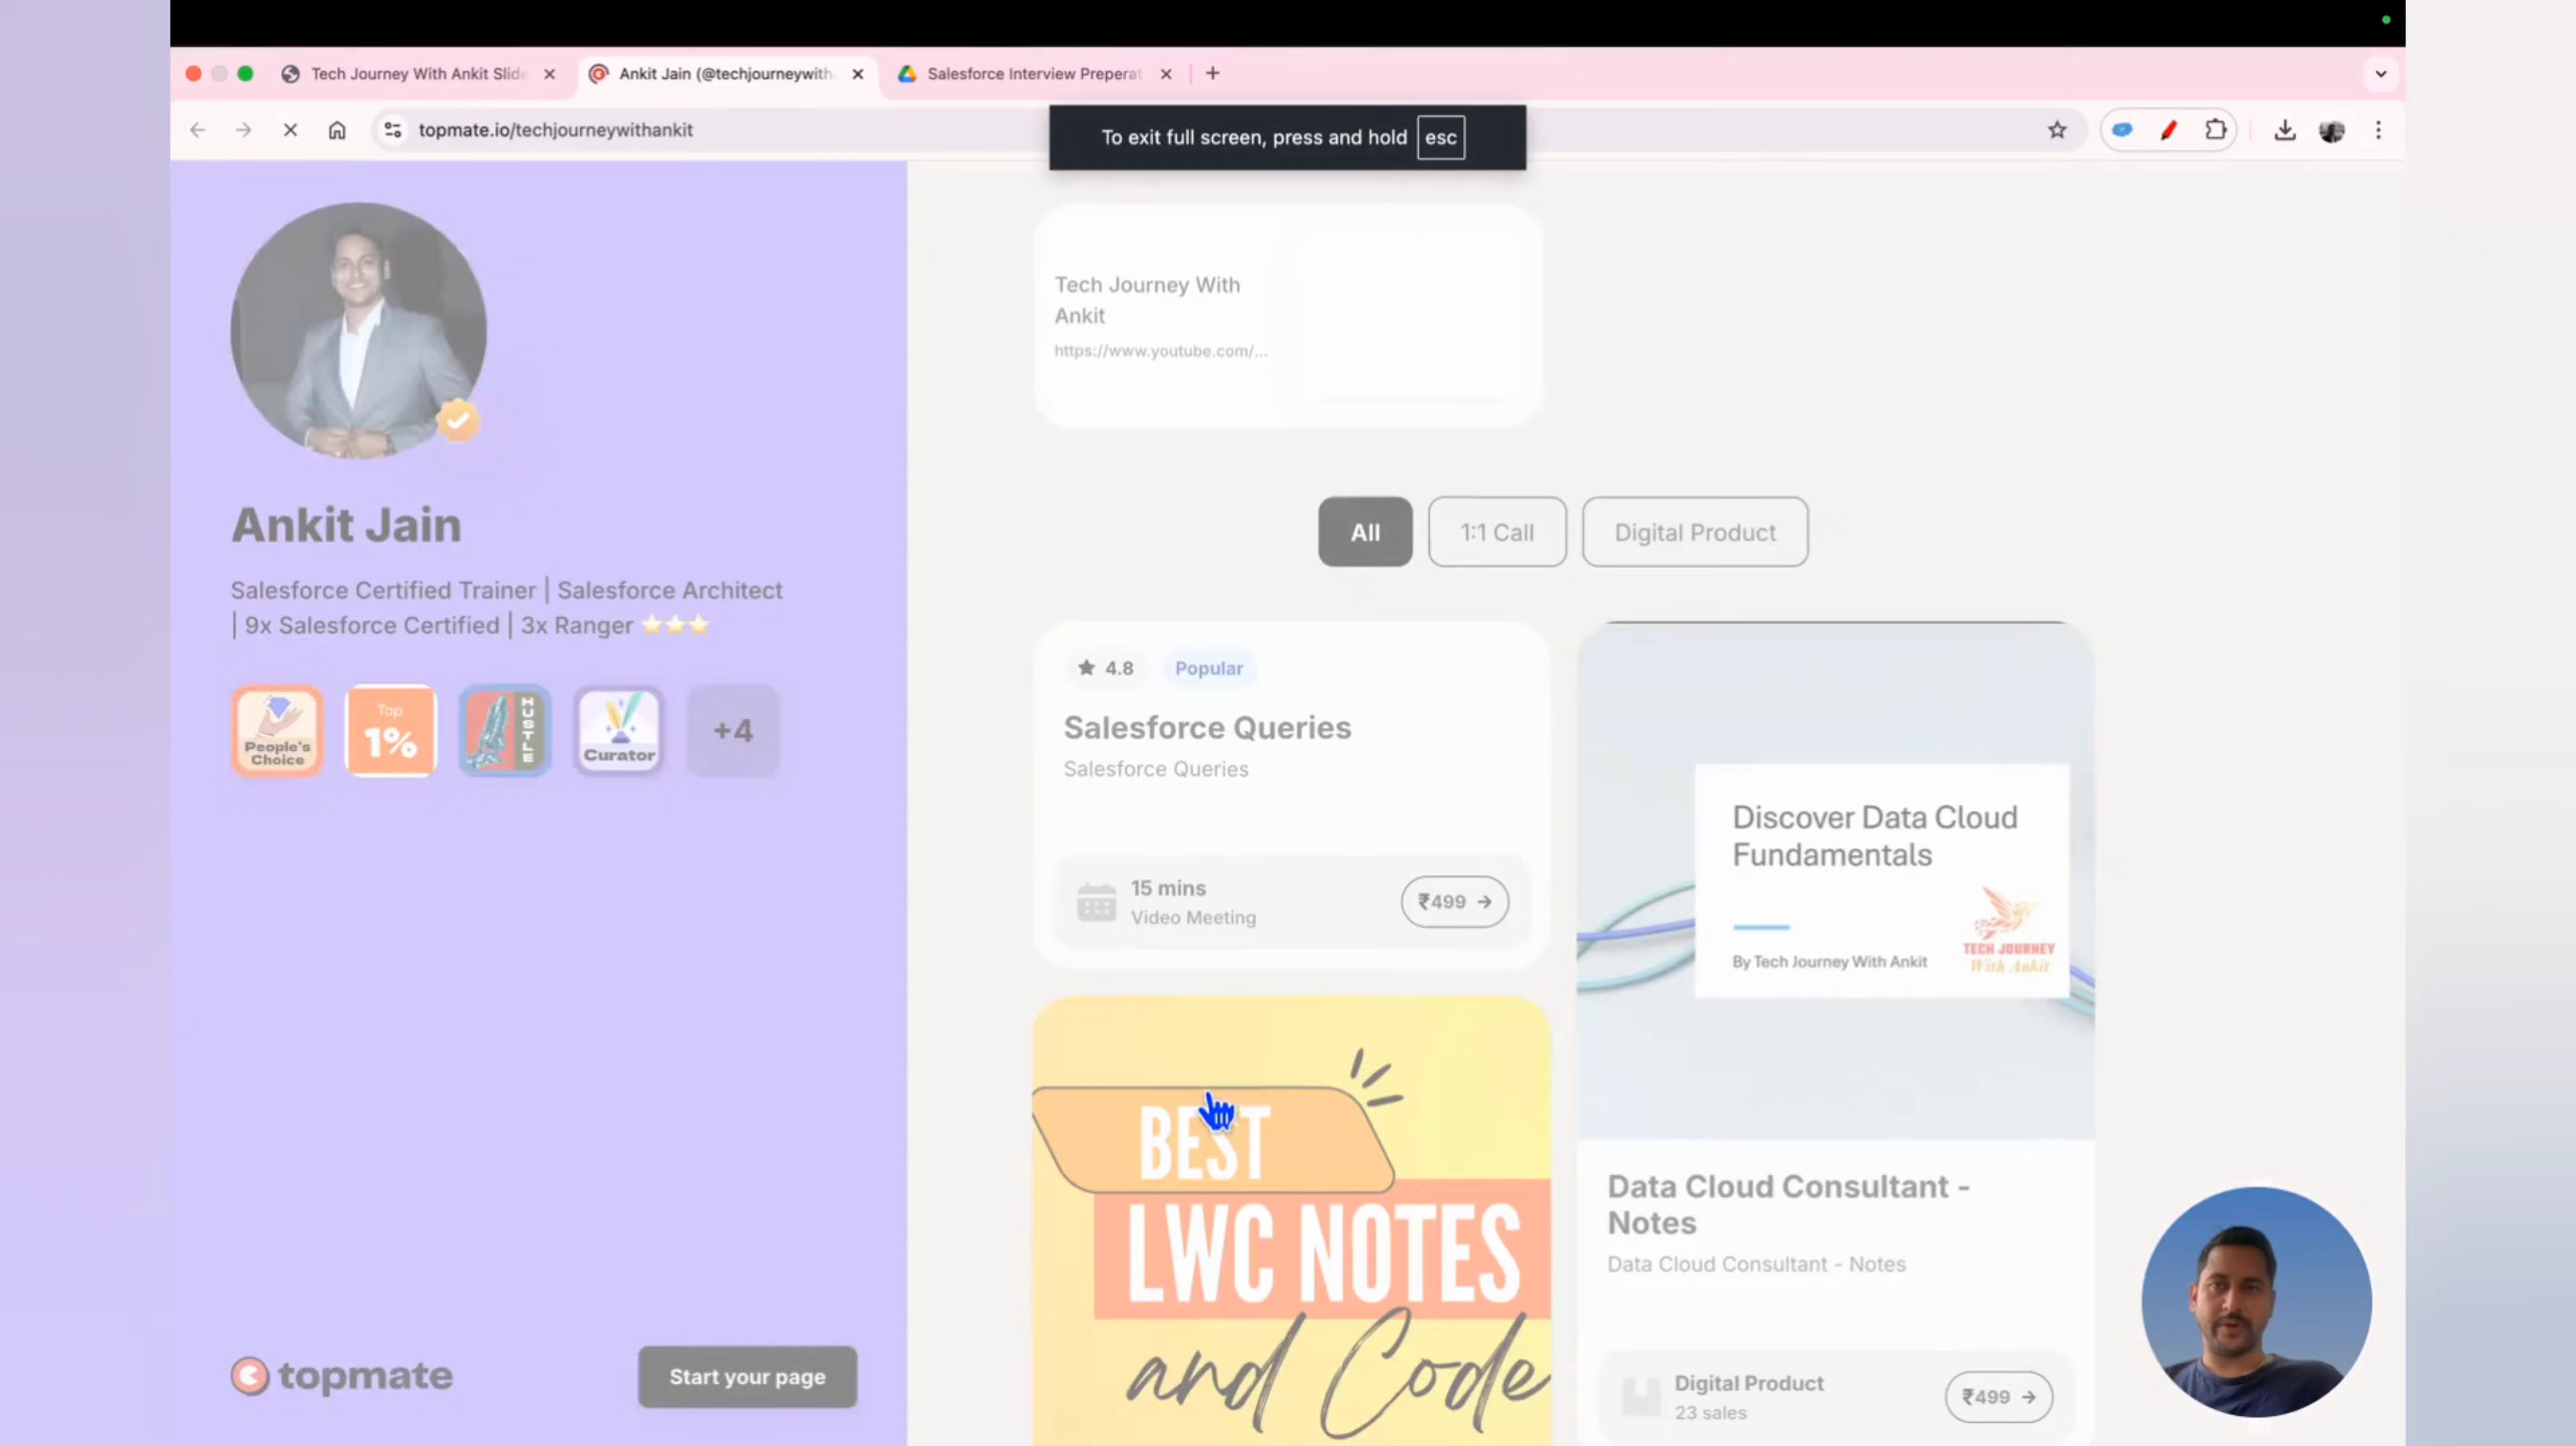 Tech Journey With Ankit Slide
Ankit Jain (@techjourneywith
Salesforce Interview Preperat
topmate.io/techjourneywithankit
To exit full screen, press and hold esc
Tech Journey With
Ankit
https://www.youtube.com/...
Ankit Jain
Salesforce Certified Trainer | Salesforce Architect
| 9x Salesforce Certified | 3x Ranger ⭐⭐⭐
People's
Choice
Top
1%
HUSTLE
Curator
+4
All
1:1 Call
Digital Product
4.8
Popular
Salesforce Queries
Salesforce Queries
15 mins
Video Meeting
₹499 →
Discover Data Cloud
Fundamentals
By Tech Journey With Ankit
TECH JOURNEY
With Ankit
BEST
LWC NOTES
and Code
Data Cloud Consultant -
Notes
Data Cloud Consultant - Notes
Digital Product
23 sales
₹499 →
topmate
Start your page